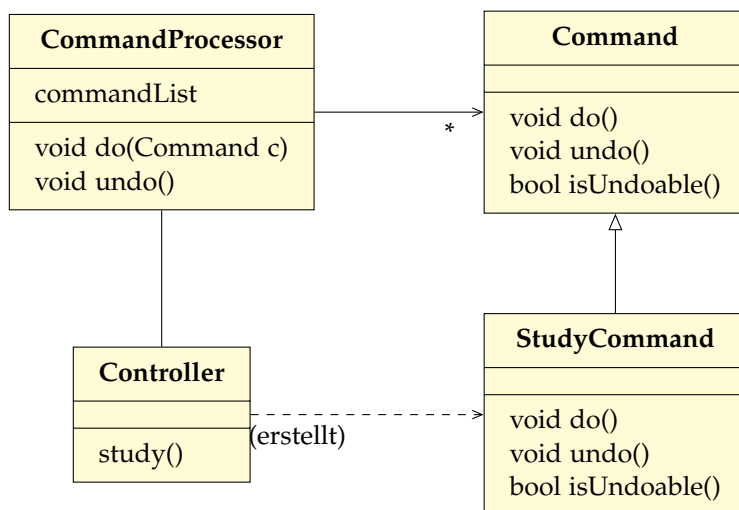 CommandProcessor
commandList
void do(Command c)
void undo()
*
Command
void do()
void undo()
bool isUndoable()
Controller
study()
(erstellt)
StudyCommand
void do()
void undo()
bool isUndoable()